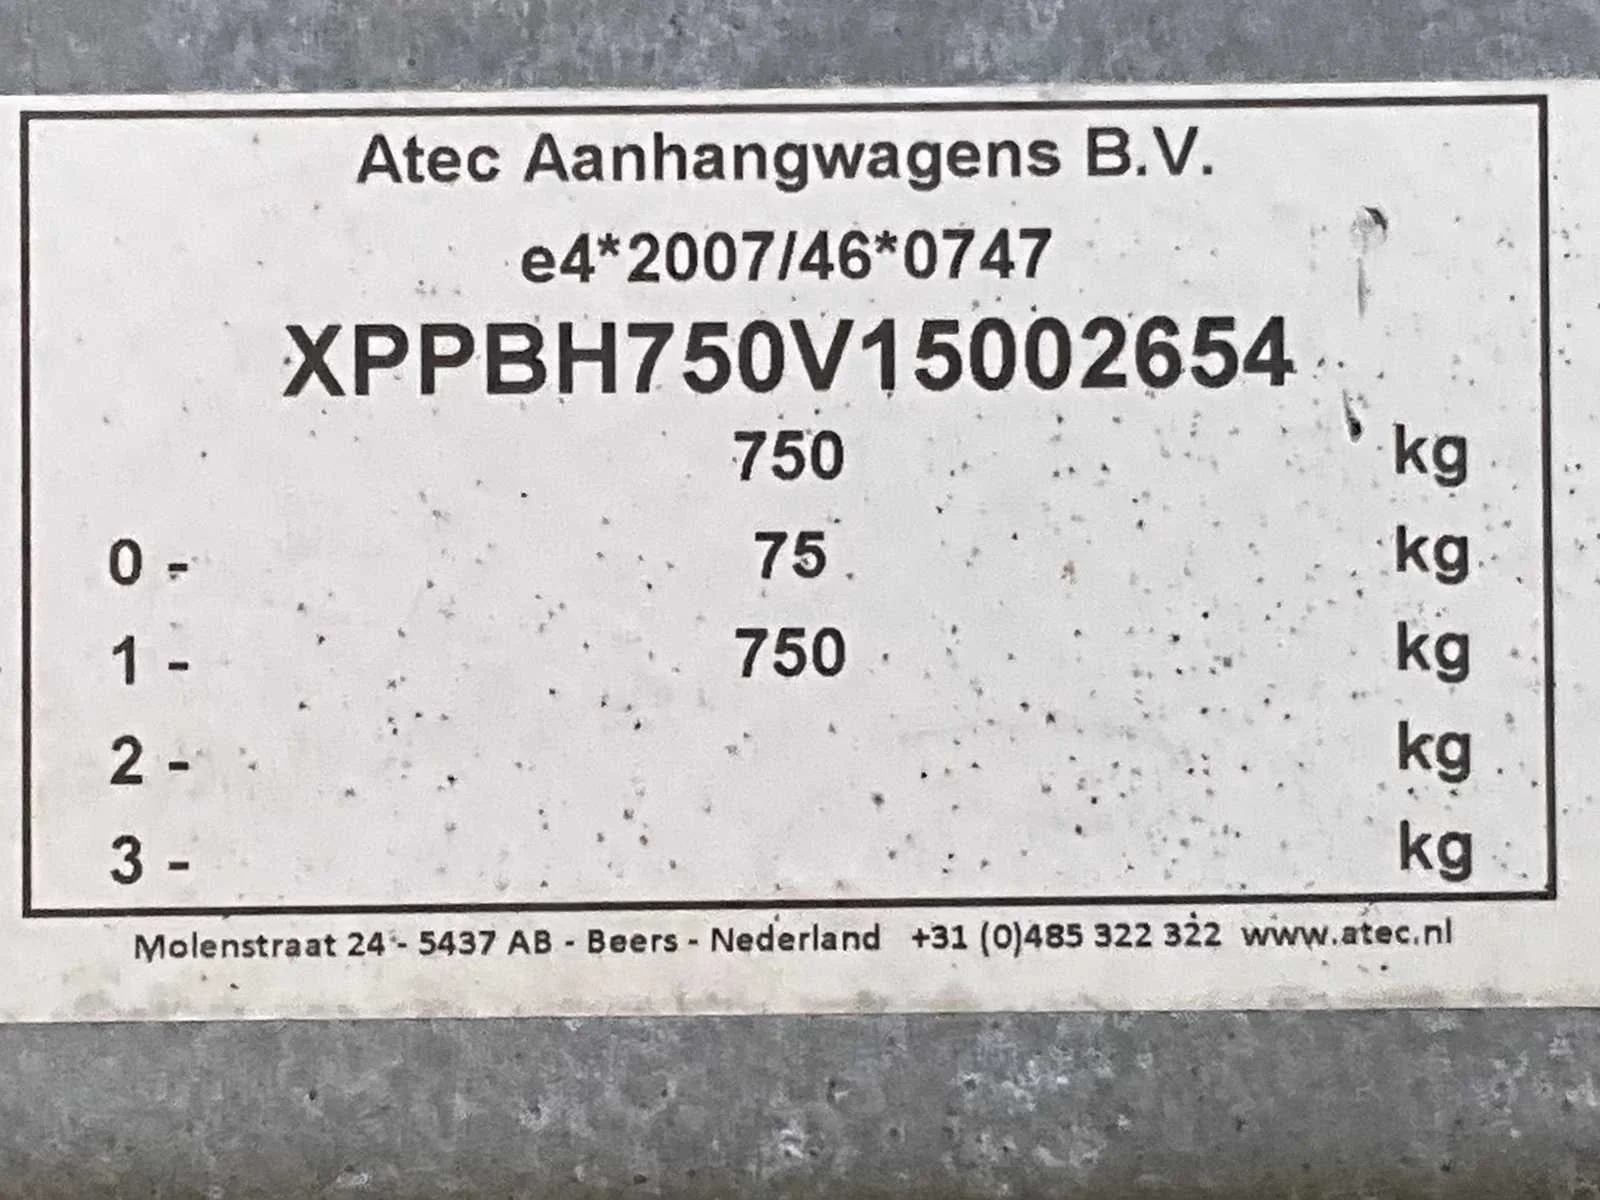 Atec Aanhangwagens B.V.
e4*2007/46*0747
XPPBH750V15002654
750 kg
0 - 75 kg
1 - 750 kg
2 - kg
3 - kg
Molenstraat 24 - 5437 AB - Beers - Nederland +31 (0)485 322 322 www.atec.nl